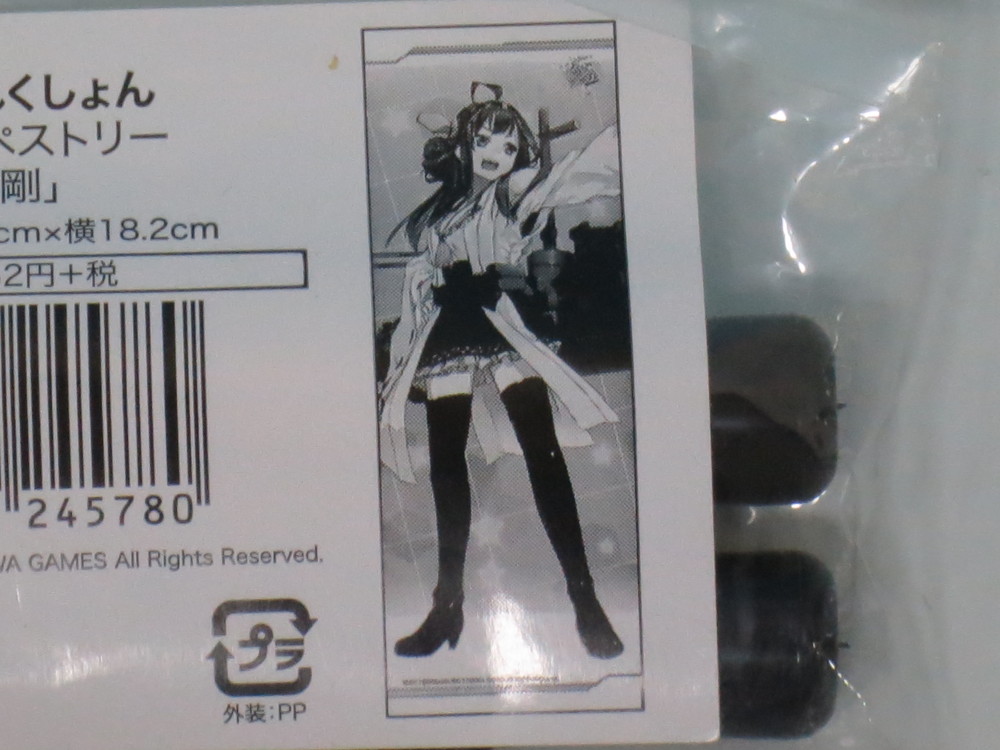 くしょん
ペストリー
剛」
cm×横18.2cm
2円+税
245780
WA GAMES All Rights Reserved.
プラ
外装:PP